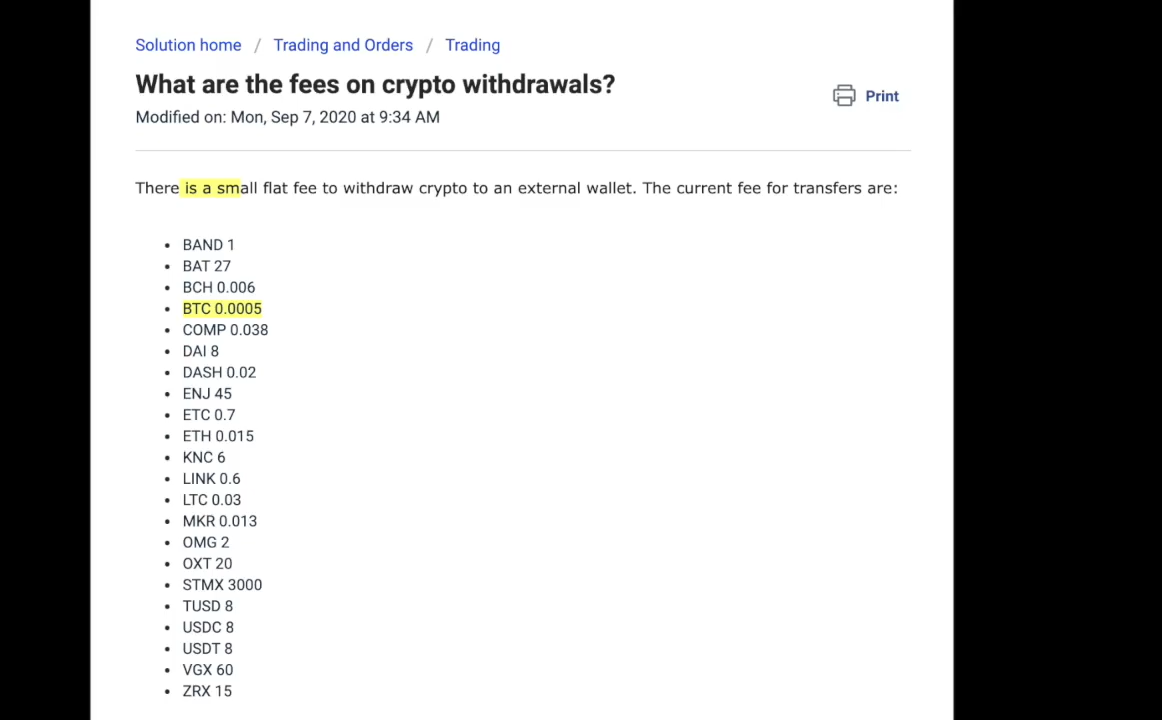 Solution home / Trading and Orders / Trading
What are the fees on crypto withdrawals?
Print
Modified on: Mon, Sep 7, 2020 at 9:34 AM
There is a small flat fee to withdraw crypto to an external wallet. The current fee for transfers are:
• BAND 1
• BAT 27
• BCH 0.006
• BTC 0.0005
• COMP 0.038
• DAI 8
• DASH 0.02
• ENJ 45
• ETC 0.7
• ETH 0.015
• KNC 6
• LINK 0.6
• LTC 0.03
• MKR 0.013
• OMG 2
• OXT 20
• STMX 3000
• TUSD 8
• USDC 8
• USDT 8
• VGX 60
• ZRX 15